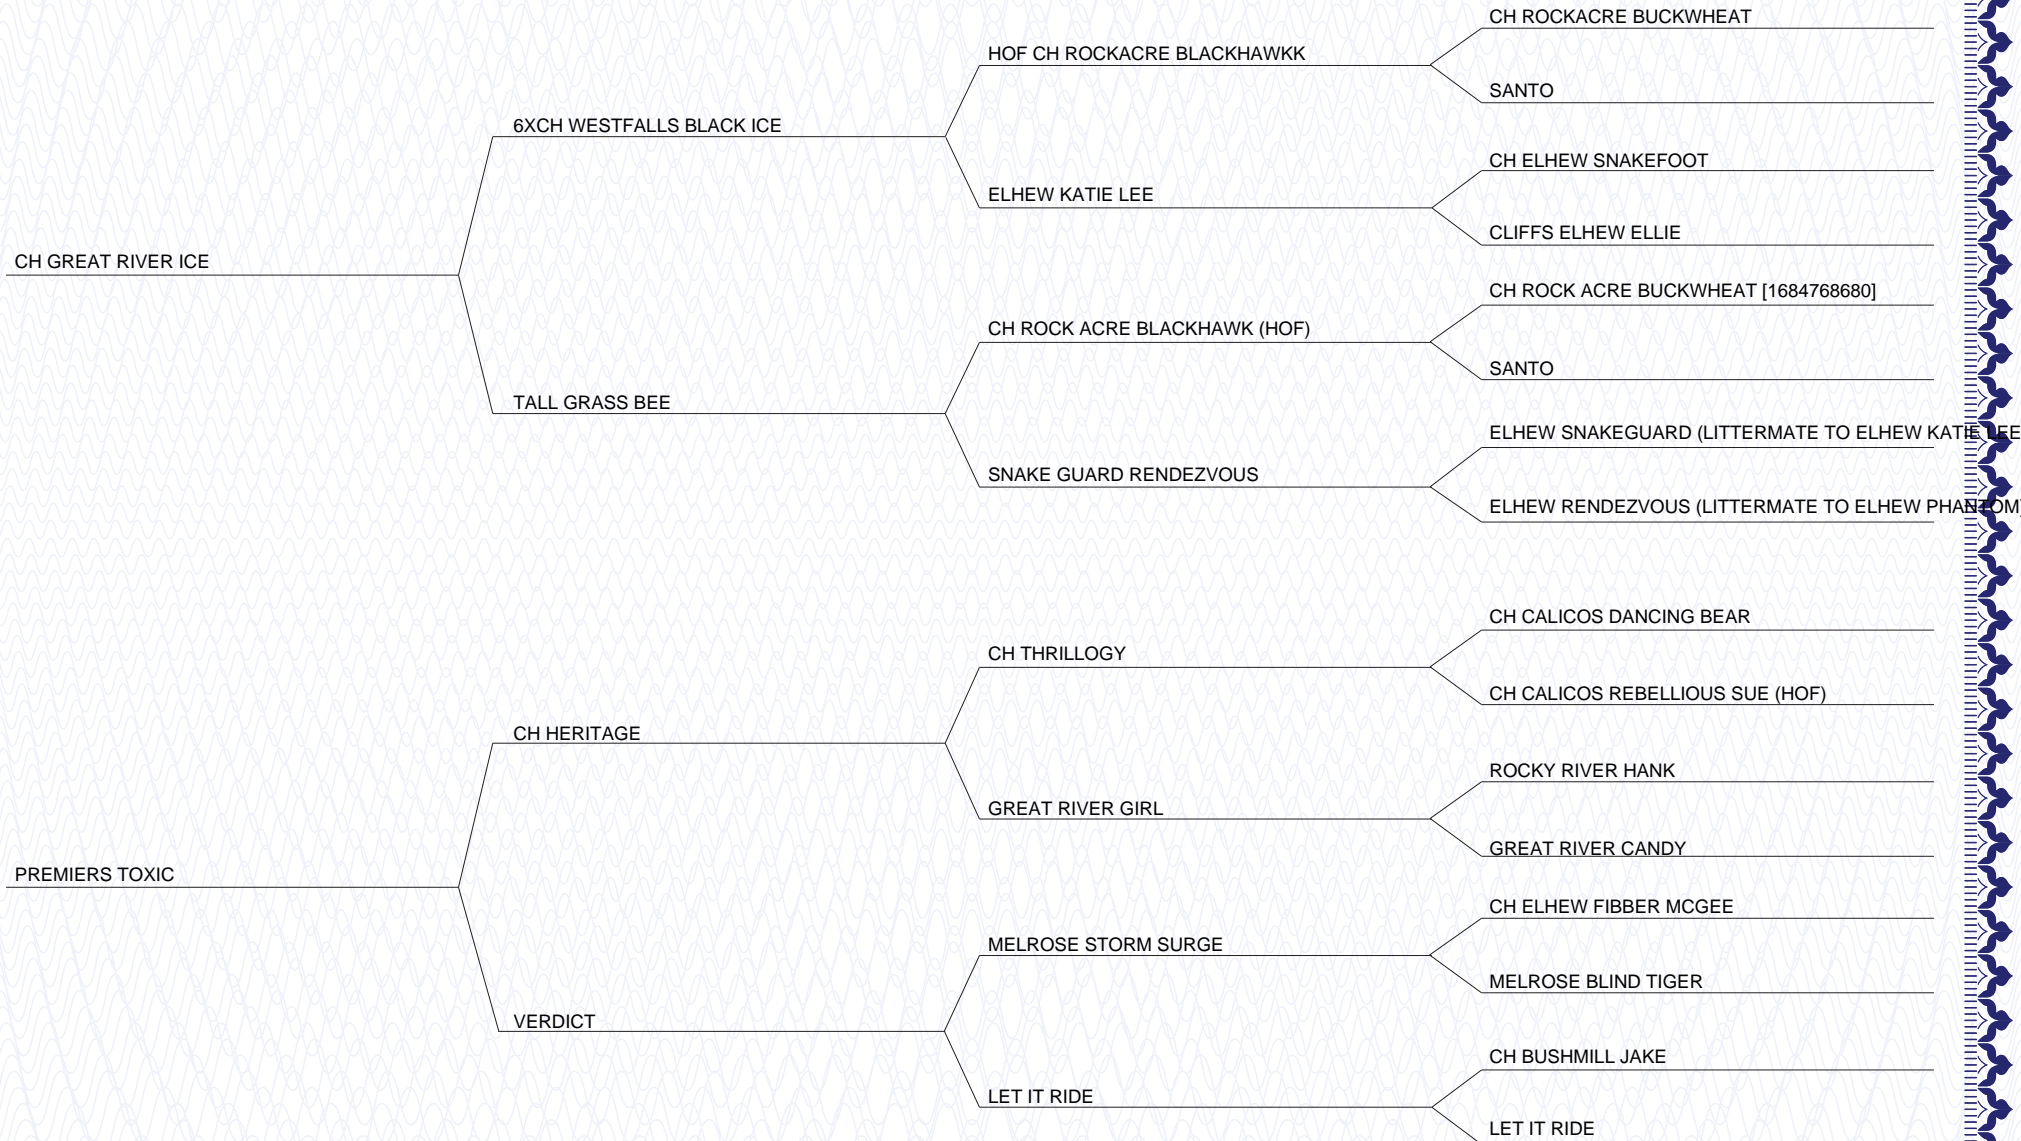 CH ROCKACRE BUCKWHEAT
HOF CH ROCKACRE BLACKHAWKK
SANTO
6XCH WESTFALLS BLACK ICE
CH ELHEW SNAKEFOOT
ELHEW KATIE LEE
CLIFFS ELHEW ELLIE
CH GREAT RIVER ICE
CH ROCK ACRE BUCKWHEAT [1684768680]
CH ROCK ACRE BLACKHAWK (HOF)
SANTO
TALL GRASS BEE
ELHEW SNAKEGUARD (LITTERMATE TO ELHEW KATIE LEE
SNAKE GUARD RENDEZVOUS
ELHEW RENDEZVOUS (LITTERMATE TO ELHEW PHANTOM)
CH CALICOS DANCING BEAR
CH THRILLOGY
CH CALICOS REBELLIOUS SUE (HOF)
CH HERITAGE
ROCKY RIVER HANK
GREAT RIVER GIRL
GREAT RIVER CANDY
PREMIERS TOXIC
CH ELHEW FIBBER MCGEE
MELROSE STORM SURGE
MELROSE BLIND TIGER
VERDICT
CH BUSHMILL JAKE
LET IT RIDE
LET IT RIDE